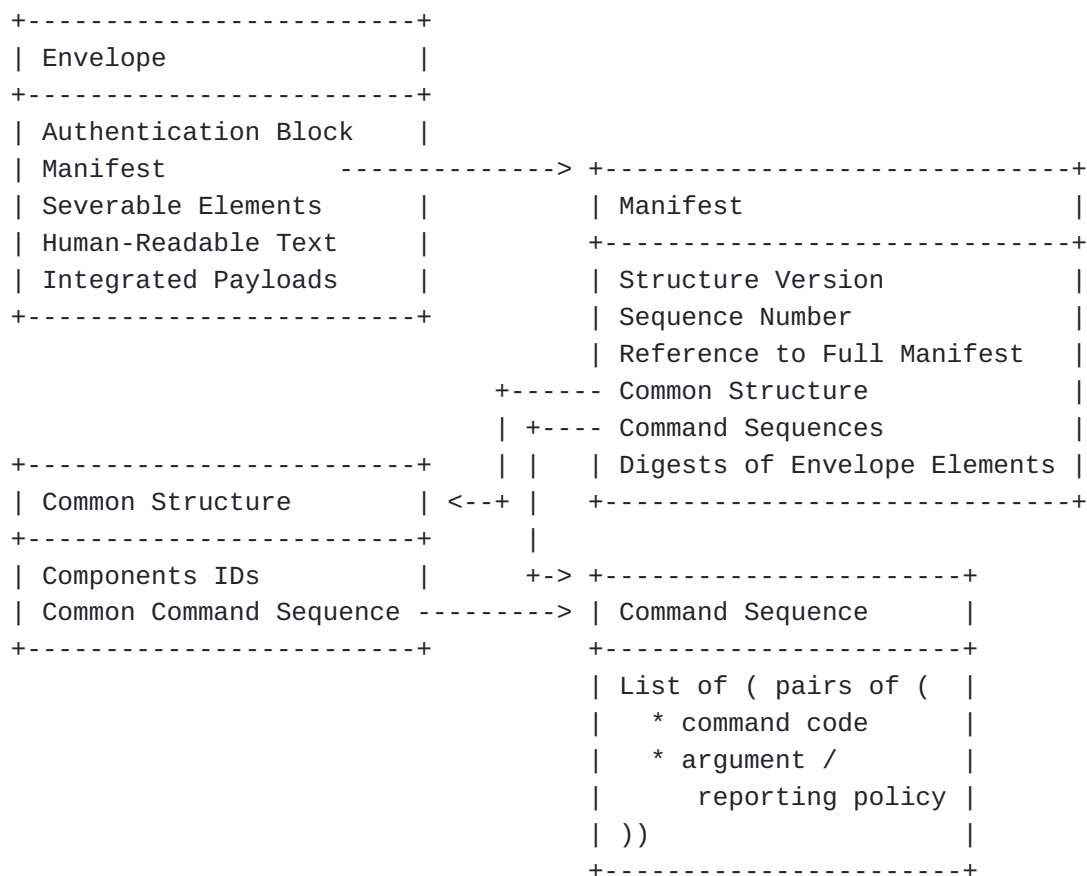 +-------------------------+
| Envelope                |
+-------------------------+
| Authentication Block    |
| Manifest           --------------> +------------------------------+
| Severable Elements      |          | Manifest                     |
| Human-Readable Text     |          +------------------------------+
| Integrated Payloads     |          | Structure Version            |
+-------------------------+          | Sequence Number              |
                                     | Reference to Full Manifest   |
                               +------ Common Structure             |
                               | +---- Command Sequences            |
+-------------------------+    | |   | Digests of Envelope Elements |
| Common Structure        | <--+ |   +------------------------------+
+-------------------------+      |
| Components IDs          |      +-> +-----------------------+
| Common Command Sequence ---------> | Command Sequence      |
+-------------------------+          +-----------------------+
                                     | List of ( pairs of (  |
                                     |   * command code      |
                                     |   * argument /        |
                                     |      reporting policy |
                                     | ))                    |
                                     +-----------------------+